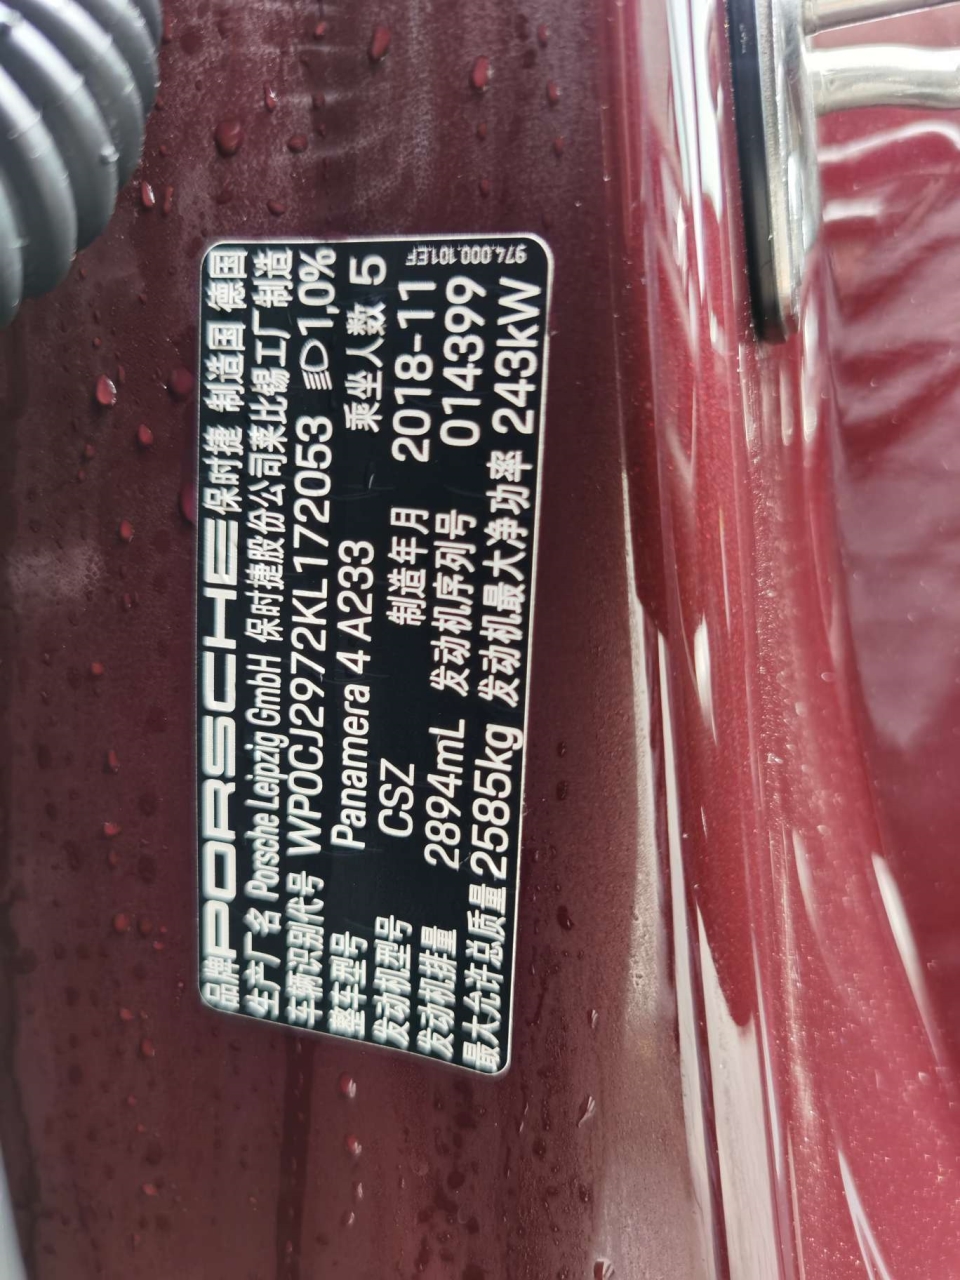 品牌 PORSCHE 保时捷 制造国 德国
生产厂名 Porsche Leipzig GmbH 保时捷股份公司莱比锡工厂制造
车辆识别代号 WP0CJ2972KL172053 1,0%
整车型号 Panamera 4 A233 乘坐人数 5
发动机型号 CSZ 制造年月 2018-11
发动机排量 2894mL 发动机序列号 014399
最大允许总质量 2585kg 发动机最大净功率 243kW
974.000.101.EF